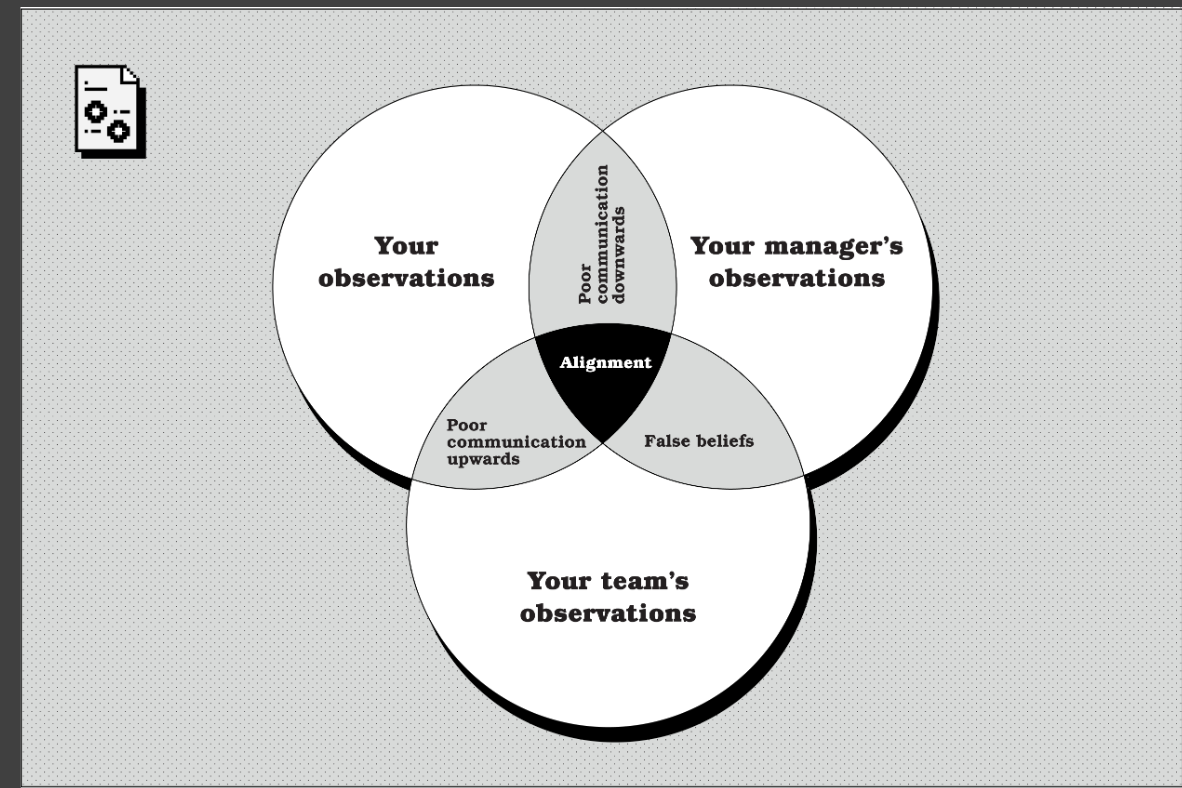 Your
observations
Your manager’s
observations
Poor
communication
downwards
Alignment
Poor
communication
upwards
False beliefs
Your team’s
observations